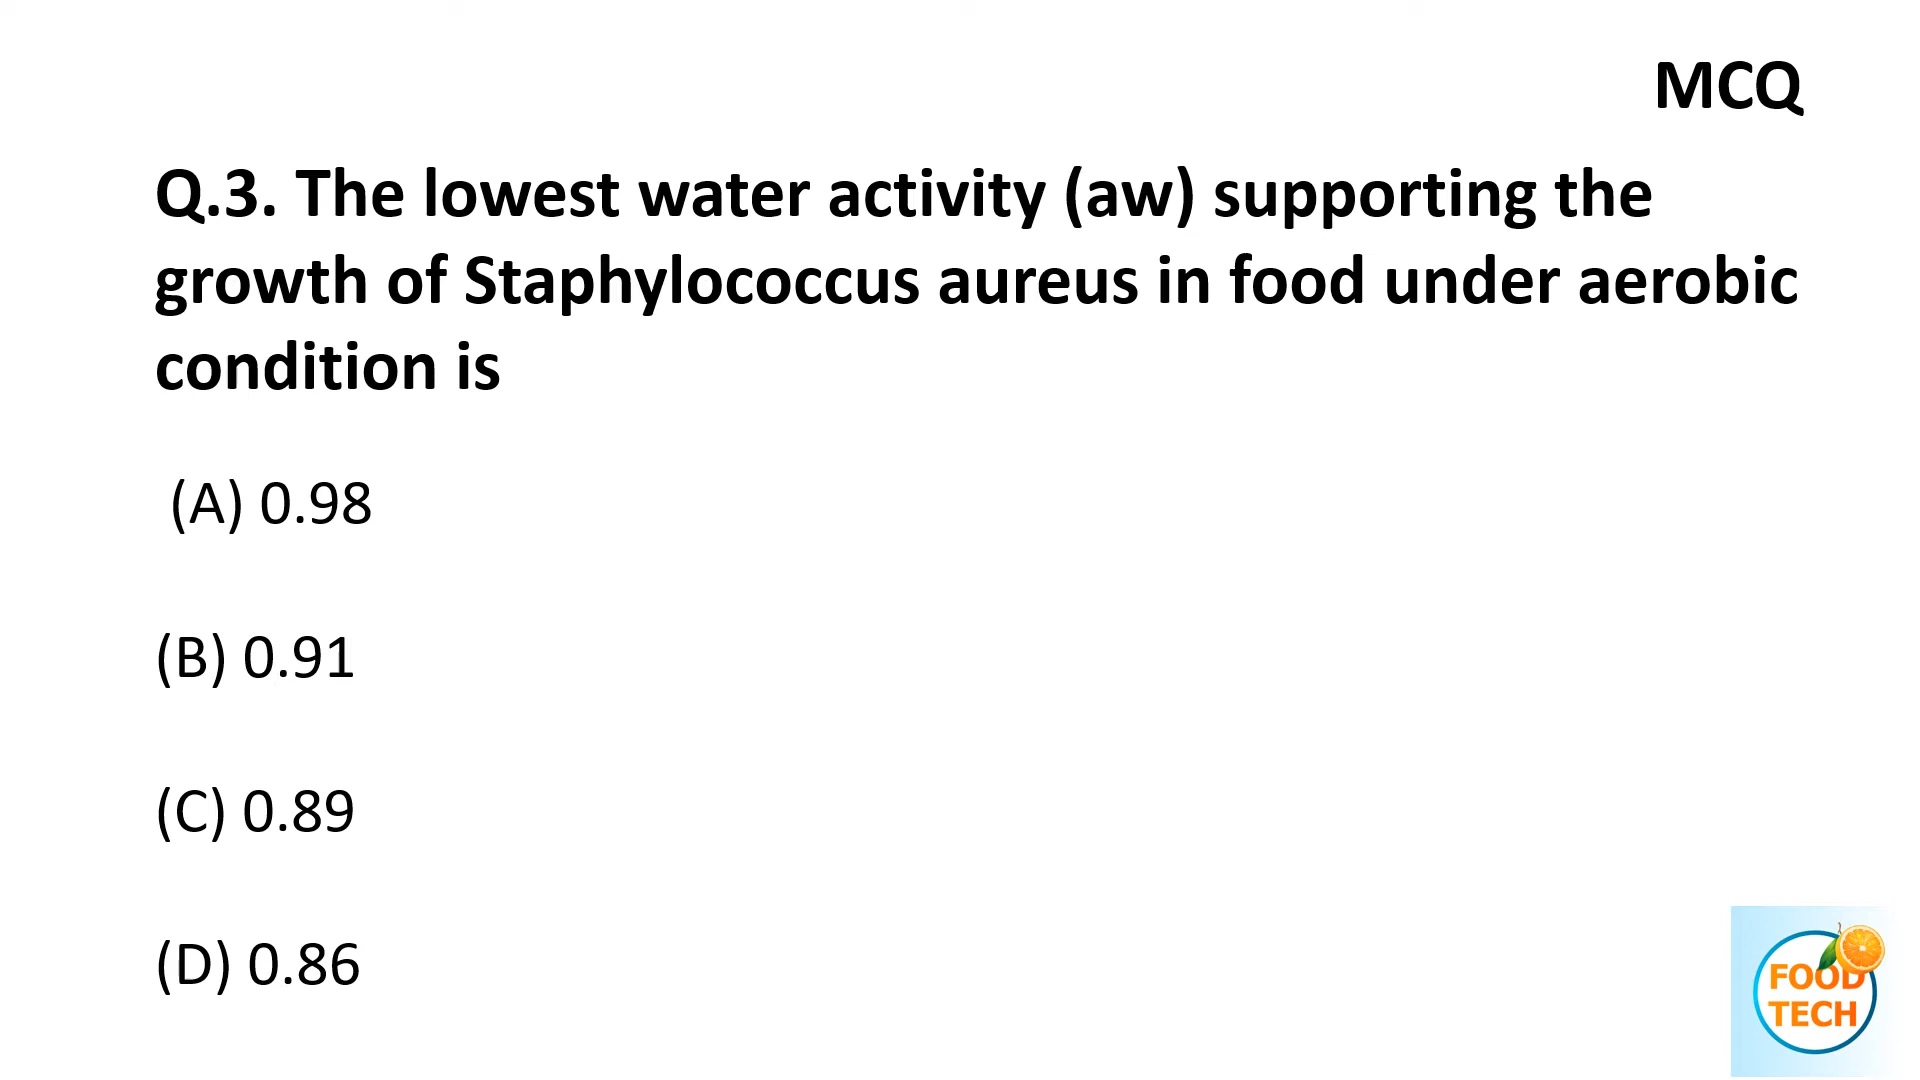 MCQ
Q.3. The lowest water activity (aw) supporting the
growth of Staphylococcus aureus in food under aerobic
condition is
(A) 0.98
(B) 0.91
(C) 0.89
(D) 0.86
FOOD
TECH